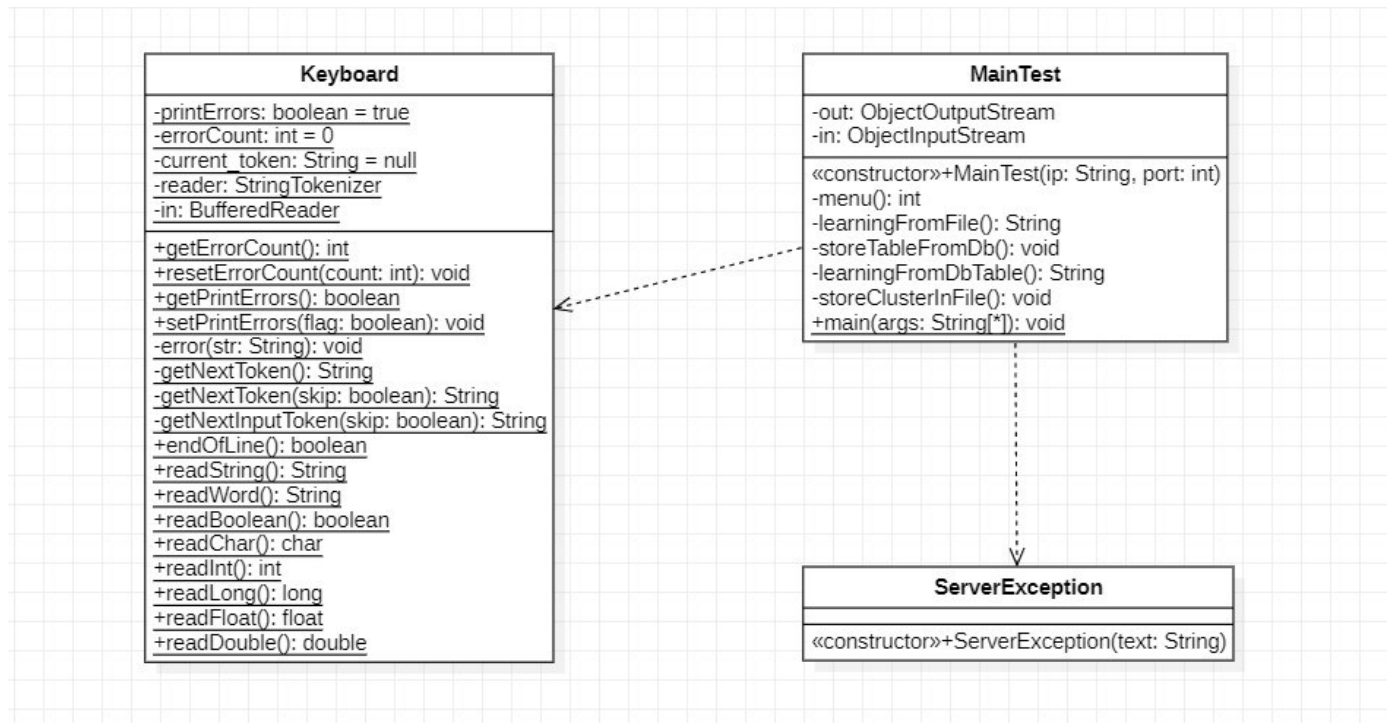 Keyboard
-printErrors: boolean = true
-errorCount: int = 0
-current_token: String = null
-reader: StringTokenizer
-in: BufferedReader
+getErrorCount(): int
+resetErrorCount(count: int): void
+getPrintErrors(): boolean
+setPrintErrors(flag: boolean): void
-error(str: String): void
-getNextToken(): String
-getNextToken(skip: boolean): String
-getNextInputToken(skip: boolean): String
+endOfLine(): boolean
+readString(): String
+readWord(): String
+readBoolean(): boolean
+readChar(): char
+readInt(): int
+readLong(): long
+readFloat(): float
+readDouble(): double
MainTest
-out: ObjectOutputStream
-in: ObjectInputStream
«constructor»+MainTest(ip: String, port: int)
-menu(): int
-learningFromFile(): String
-storeTableFromDb(): void
-learningFromDbTable(): String
-storeClusterInFile(): void
+main(args: String[*]): void
ServerException
«constructor»+ServerException(text: String)